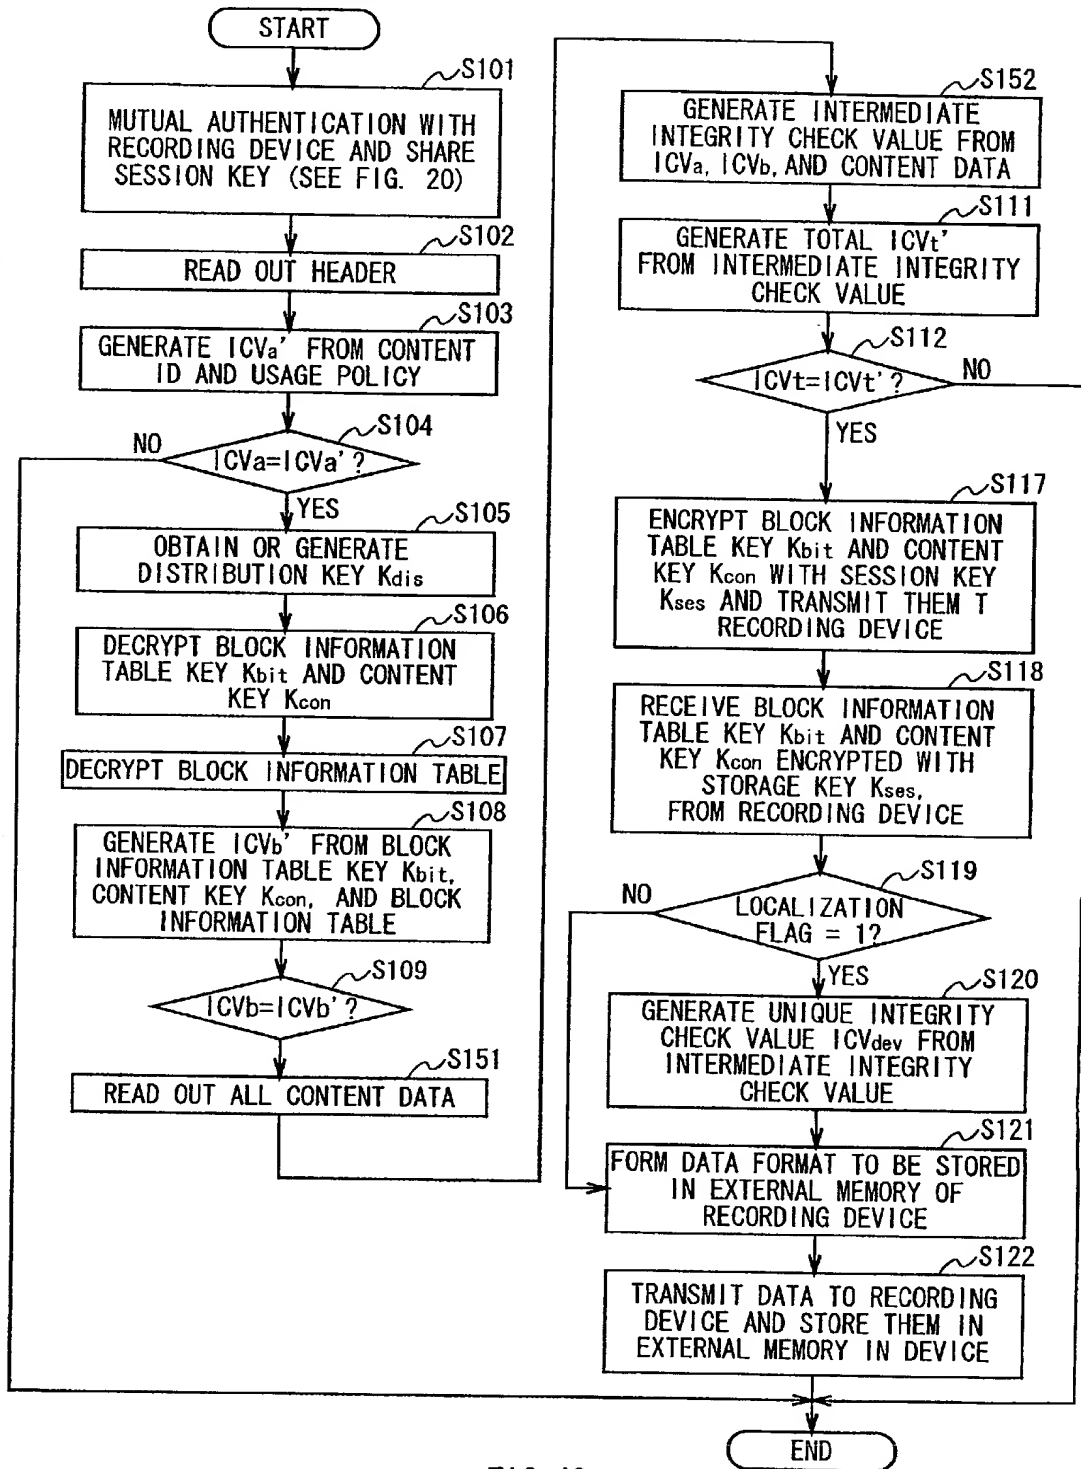 START
S101
MUTUAL AUTHENTICATION WITH
RECORDING DEVICE AND SHARE
SESSION KEY (SEE FIG. 20)
S102
READ OUT HEADER
S103
GENERATE ICVa' FROM CONTENT
ID AND USAGE POLICY
S104
NO
ICVa=ICVa'?
YES
S105
OBTAIN OR GENERATE
DISTRIBUTION KEY Kdis
S106
DECRYPT BLOCK INFORMATION
TABLE KEY Kbit AND CONTENT
KEY Kcon
S107
DECRYPT BLOCK INFORMATION TABLE
S108
GENERATE ICVb' FROM BLOCK
INFORMATION TABLE KEY Kbit,
CONTENT KEY Kcon, AND BLOCK
INFORMATION TABLE
S109
ICVb=ICVb'?
S151
READ OUT ALL CONTENT DATA
S152
GENERATE INTERMEDIATE
INTEGRITY CHECK VALUE FROM
ICVa, ICVb, AND CONTENT DATA
S111
GENERATE TOTAL ICVt'
FROM INTERMEDIATE INTEGRITY
CHECK VALUE
S112
ICVt=ICVt'?
NO
YES
S117
ENCRYPT BLOCK INFORMATION
TABLE KEY Kbit AND CONTENT
KEY Kcon WITH SESSION KEY
Kses AND TRANSMIT THEM T
RECORDING DEVICE
S118
RECEIVE BLOCK INFORMATION
TABLE KEY Kbit AND CONTENT
KEY Kcon ENCRYPTED WITH
STORAGE KEY Kses,
FROM RECORDING DEVICE
S119
NO
LOCALIZATION
FLAG = 1?
YES
S120
GENERATE UNIQUE INTEGRITY
CHECK VALUE ICVdev FROM
INTERMEDIATE INTEGRITY
CHECK VALUE
S121
FORM DATA FORMAT TO BE STORED
IN EXTERNAL MEMORY OF
RECORDING DEVICE
S122
TRANSMIT DATA TO RECORDING
DEVICE AND STORE THEM IN
EXTERNAL MEMORY IN DEVICE
END